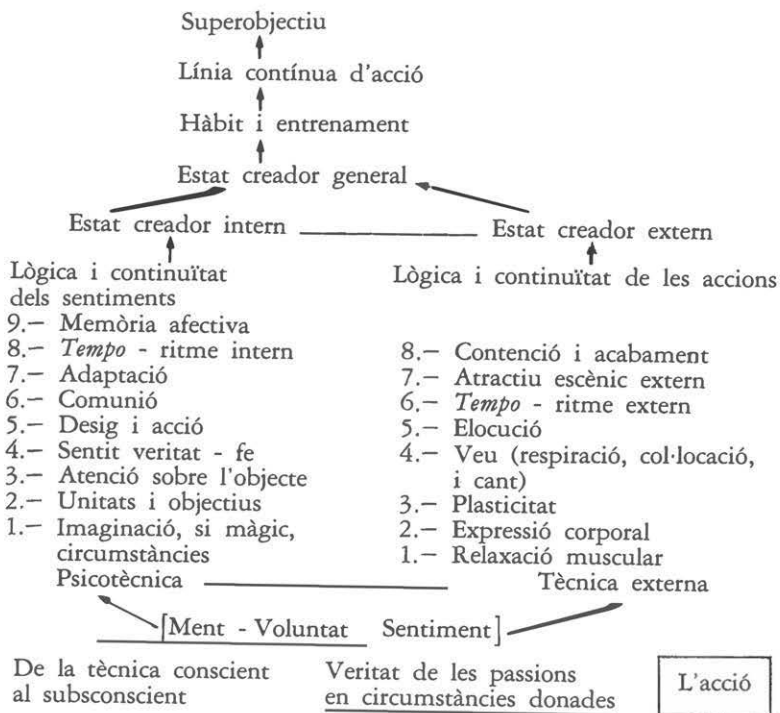 Superobjectiu
Línia contínua d'acció
Hàbit i entrenament
Estat creador general
Estat creador intern
Estat creador extern
Lògica i continuïtat
dels sentiments
9.— Memòria afectiva
8.— Tempo - ritme intern
7.— Adaptació
6.— Comunió
5.— Desig i acció
4.— Sentit veritat - fe
3.— Atenció sobre l'objecte
2.— Unitats i objectius
1.— Imaginació, si màgic,
circumstàncies
Psicotècnica
Lògica i continuïtat de les accions
8.— Contenció i acabament
7.— Atractiu escènic extern
6.— Tempo - ritme extern
5.— Elocució
4.— Veu (respiració, col·locació,
i cant)
3.— Plasticitat
2.— Expressió corporal
1.— Relaxació muscular
Tècnica externa
[Ment - Voluntat Sentiment]
De la tècnica conscient
al subsconscient
Veritat de les passions
en circumstàncies donades
L'acció